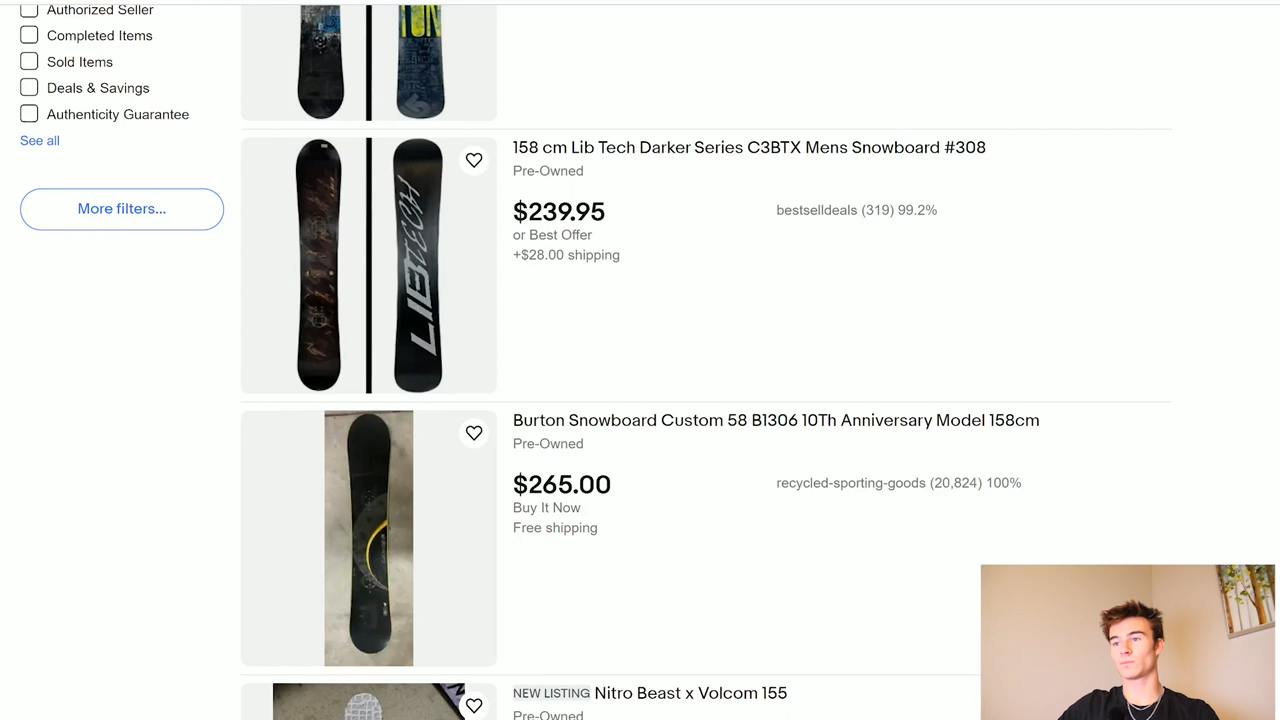 Authorized Seller
Completed Items
Sold Items
Deals & Savings
Authenticity Guarantee
See all
More filters...
LIBTECH
158 cm Lib Tech Darker Series C3BTX Mens Snowboard #308
Pre-Owned
$239.95
bestselldeals (319) 99.2%
or Best Offer
+$28.00 shipping
Burton Snowboard Custom 58 B1306 10Th Anniversary Model 158cm
Pre-Owned
$265.00
recycled-sporting-goods (20,824) 100%
Buy It Now
Free shipping
NEW LISTING Nitro Beast x Volcom 155
Pre-Owned